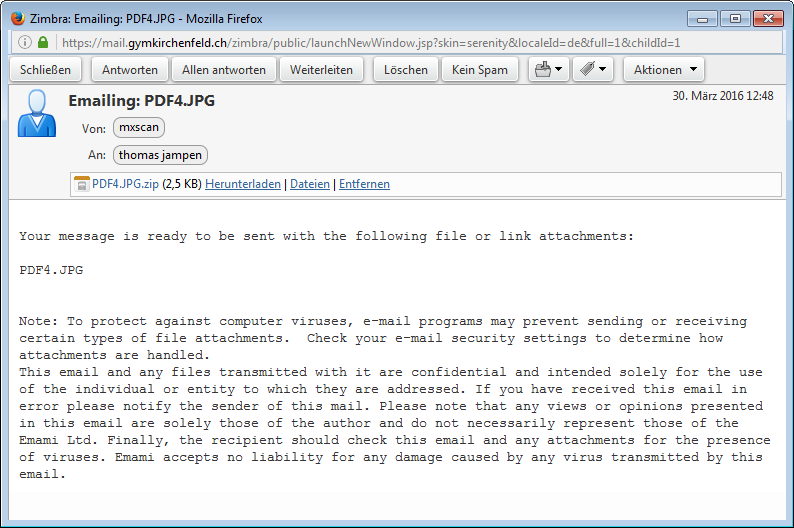 Zimbra: Emailing: PDF4.JPG - Mozilla Firefox
https://mail.gymkirchenfeld.ch/zimbra/public/launchNewWindow.jsp?skin=serenity&localeId=de&full=1&childId=1
Schließen Antworten Allen antworten Weiterleiten Löschen Kein Spam Aktionen
Emailing: PDF4.JPG 30. März 2016 12:48
Von: mxscan
An: thomas jampen
PDF4.JPG.zip (2,5 KB) Herunterladen | Dateien | Entfernen
Your message is ready to be sent with the following file or link attachments:
PDF4.JPG
Note: To protect against computer viruses, e-mail programs may prevent sending or receiving
certain types of file attachments.  Check your e-mail security settings to determine how
attachments are handled.
This email and any files transmitted with it are confidential and intended solely for the use
of the individual or entity to which they are addressed. If you have received this email in
error please notify the sender of this mail. Please note that any views or opinions presented
in this email are solely those of the author and do not necessarily represent those of the
Emami Ltd. Finally, the recipient should check this email and any attachments for the presence
of viruses. Emami accepts no liability for any damage caused by any virus transmitted by this
email.